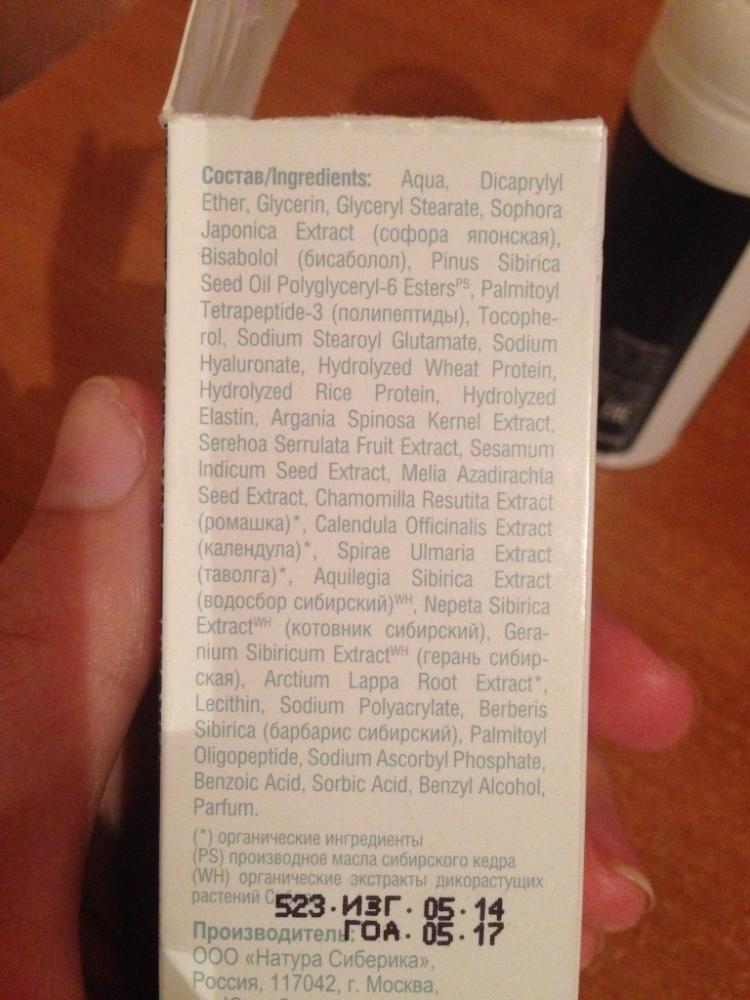 Состав/Ingredients: Aqua, Dicaprylyl
Ether, Glycerin, Glyceryl Stearate, Sophora
Japonica Extract (софора японская),
Bisabolol (бисаболол), Pinus Sibirica
Seed Oil Polyglyceryl-6 Esters^PS, Palmitoyl
Tetrapeptide-3 (полипептиды), Tocophe-
rol, Sodium Stearoyl Glutamate, Sodium
Hyaluronate, Hydrolyzed Wheat Protein,
Hydrolyzed Rice Protein, Hydrolyzed
Elastin, Argania Spinosa Kernel Extract,
Serehoa Serrulata Fruit Extract, Sesamum
Indicum Seed Extract, Melia Azadirachta
Seed Extract, Chamomilla Resutita Extract
(ромашка)*, Calendula Officinalis Extract
(календула)*, Spirae Ulmaria Extract
(таволга)*, Aquilegia Sibirica Extract
(водосбор сибирский)^WH, Nepeta Sibirica
Extract^WH (котовник сибирский), Gera-
nium Sibiricum Extract^WH (герань сибир-
ская), Arctium Lappa Root Extract*,
Lecithin, Sodium Polyacrylate, Berberis
Sibirica (барбарис сибирский), Palmitoyl
Oligopeptide, Sodium Ascorbyl Phosphate,
Benzoic Acid, Sorbic Acid, Benzyl Alcohol,
Parfum.
(*) органические ингредиенты
(PS) производное масла сибирского кедра
(WH) органические экстракты дикорастущих
растений
523·ИЗГ·05·14
ГОА·05·17
Производитель:
ООО «Натура Сиберика»,
Россия, 117042, г. Москва,